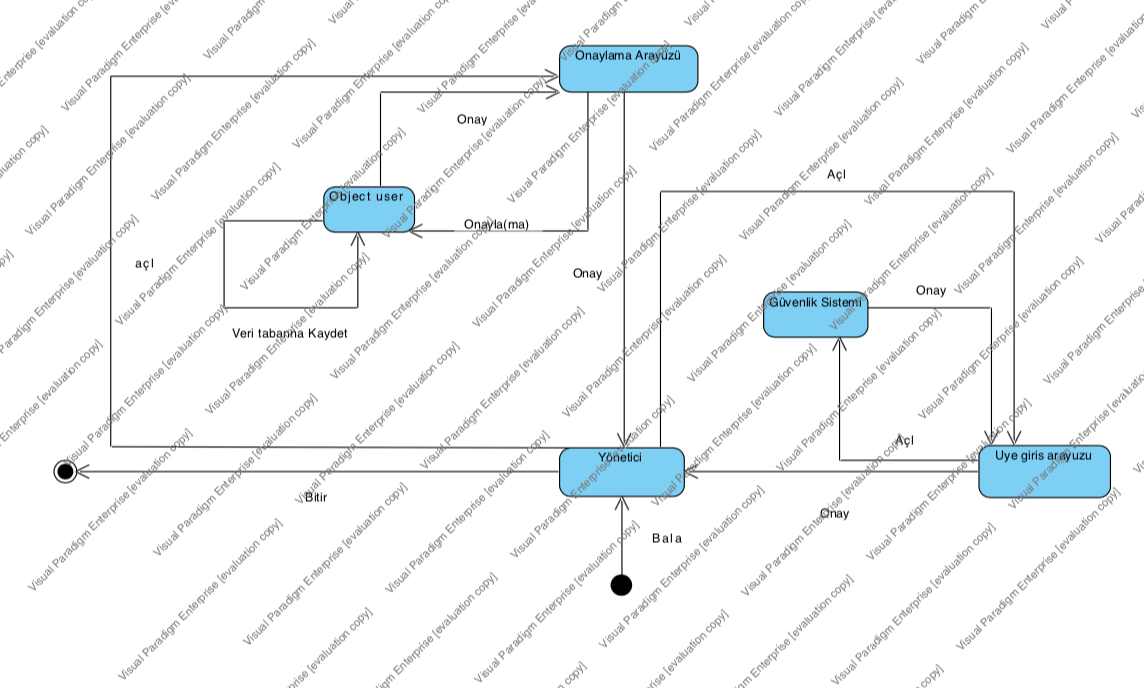 Onaylama Arayüzü
Onay
Açl
Object user
Onayla(ma)
açl
Onay
Güvenlik Sistemi
Onay
Veri tabanna Kaydet
Açl
Yönetici
Uye giris arayuzu
Bitir
Onay
Bala
Visual Paradigm Enterprise [evaluation copy]